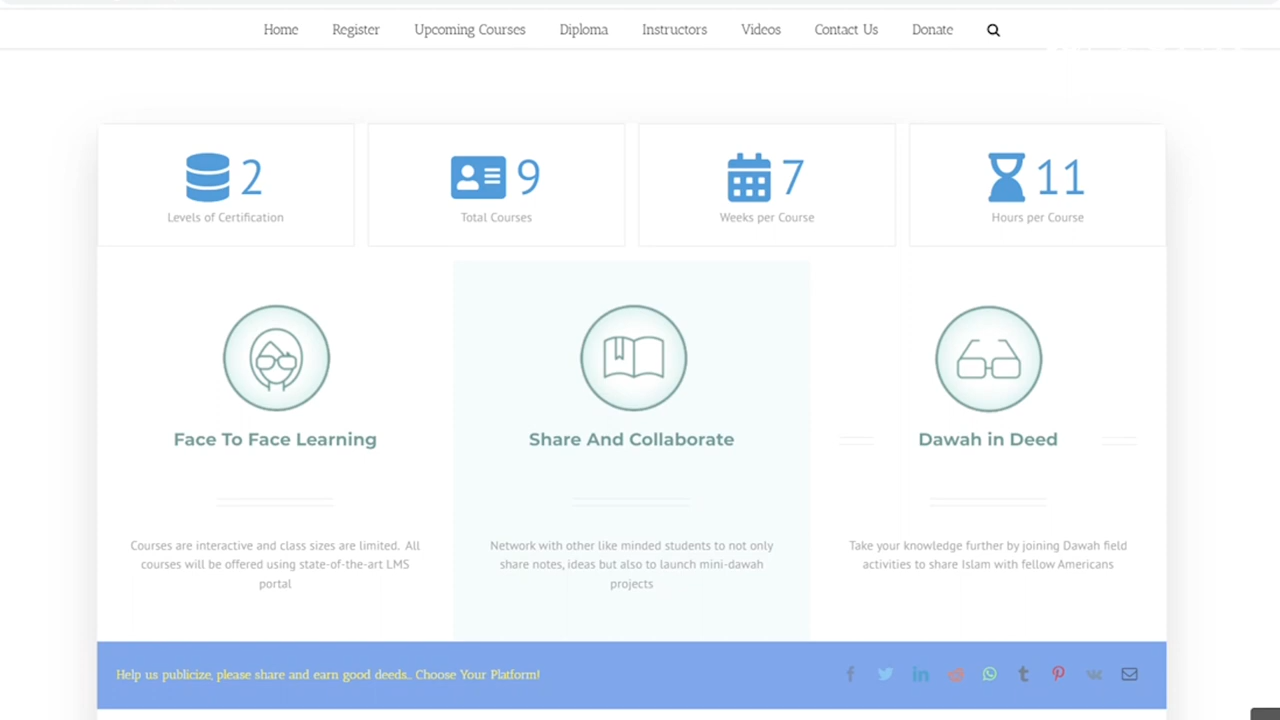 Home Register Upcoming Courses Diploma Instructors Videos Contact Us Donate
2 9 7 11
Levels of Certification Total Courses Weeks per Course Hours per Course
Face To Face Learning Share And Collaborate Dawah in Deed
Courses are interactive and class sizes are limited. All
courses will be offered using state-of-the-art LMS
portal
Network with other like minded students to not only
share notes, ideas but also to launch mini-dawah
projects
Take your knowledge further by joining Dawah field
activities to share Islam with fellow Americans
Help us publicize, please share and earn good deeds... Choose Your Platform!